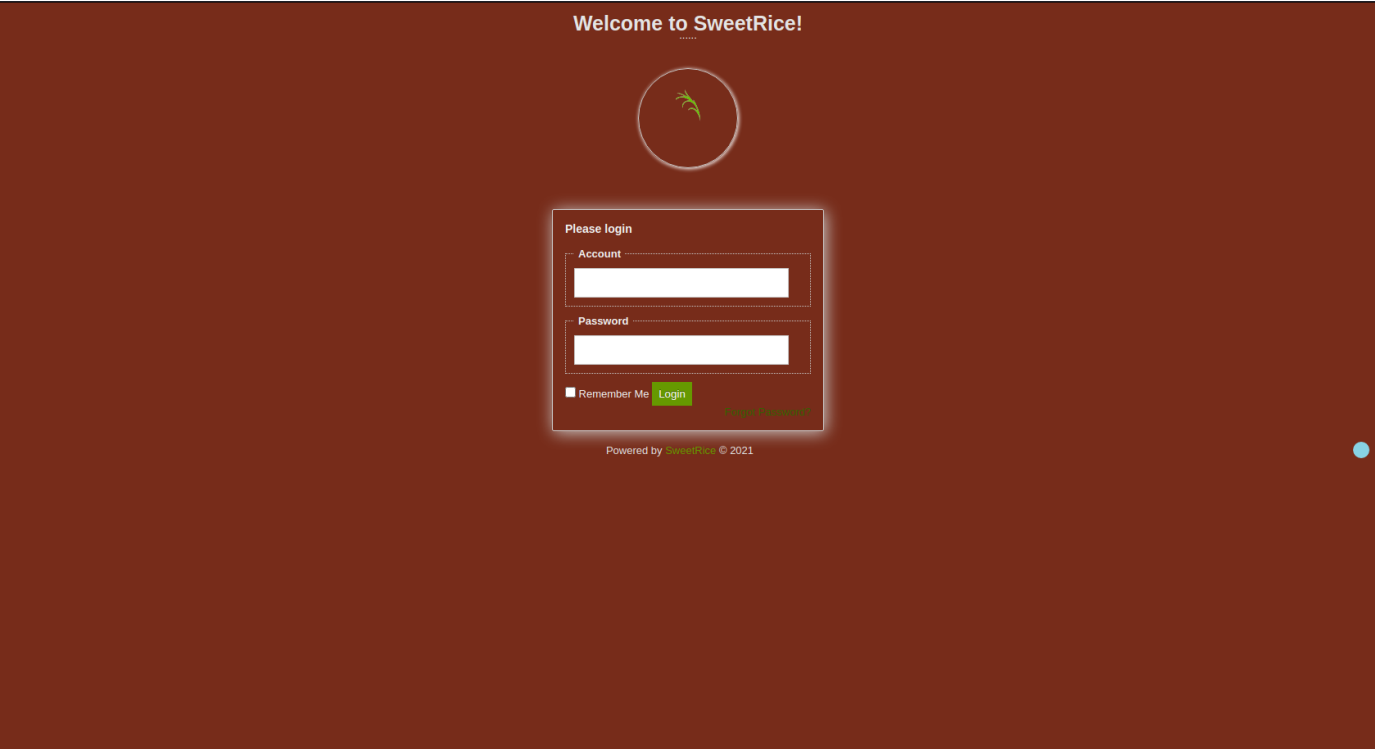 Welcome to SweetRice!
......
Please login
Account
Password
Remember Me Login
Forgot Password?
Powered by SweetRice © 2021